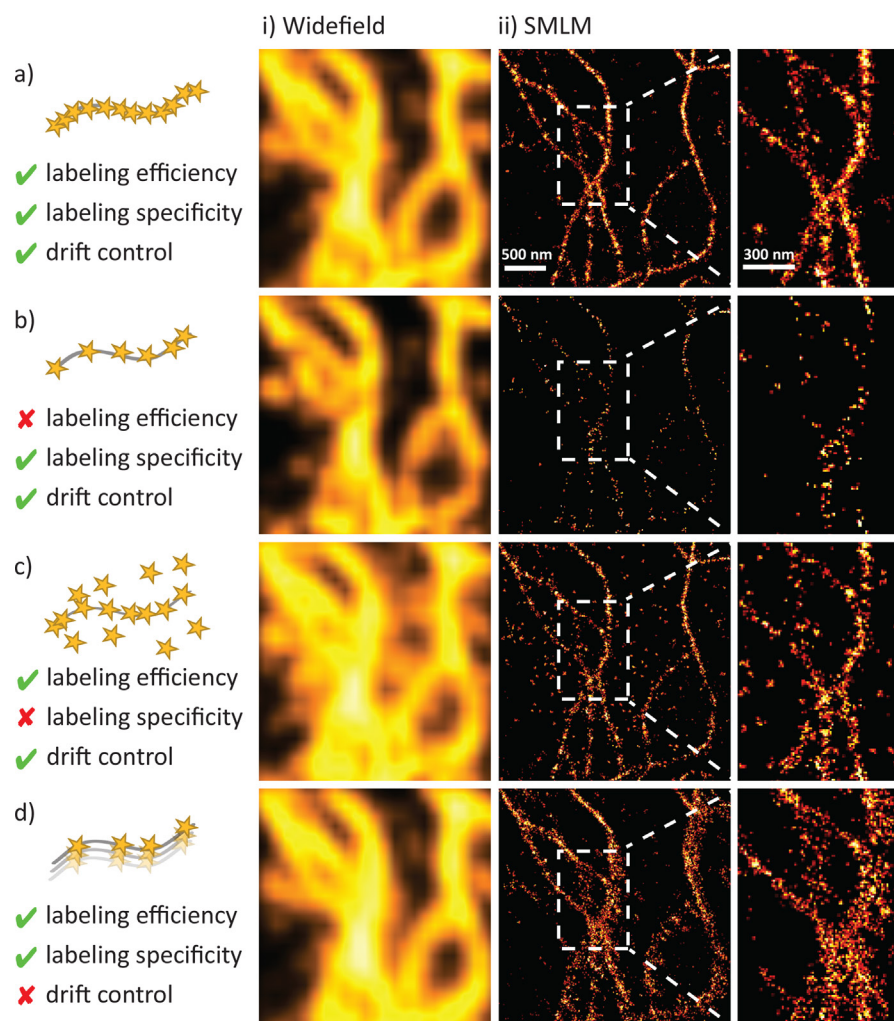 i) Widefield
ii) SMLM
a)
✔ labeling efficiency
✔ labeling specificity
✔ drift control
500 nm
300 nm
b)
✘ labeling efficiency
✔ labeling specificity
✔ drift control
c)
✔ labeling efficiency
✘ labeling specificity
✔ drift control
d)
✔ labeling efficiency
✔ labeling specificity
✘ drift control